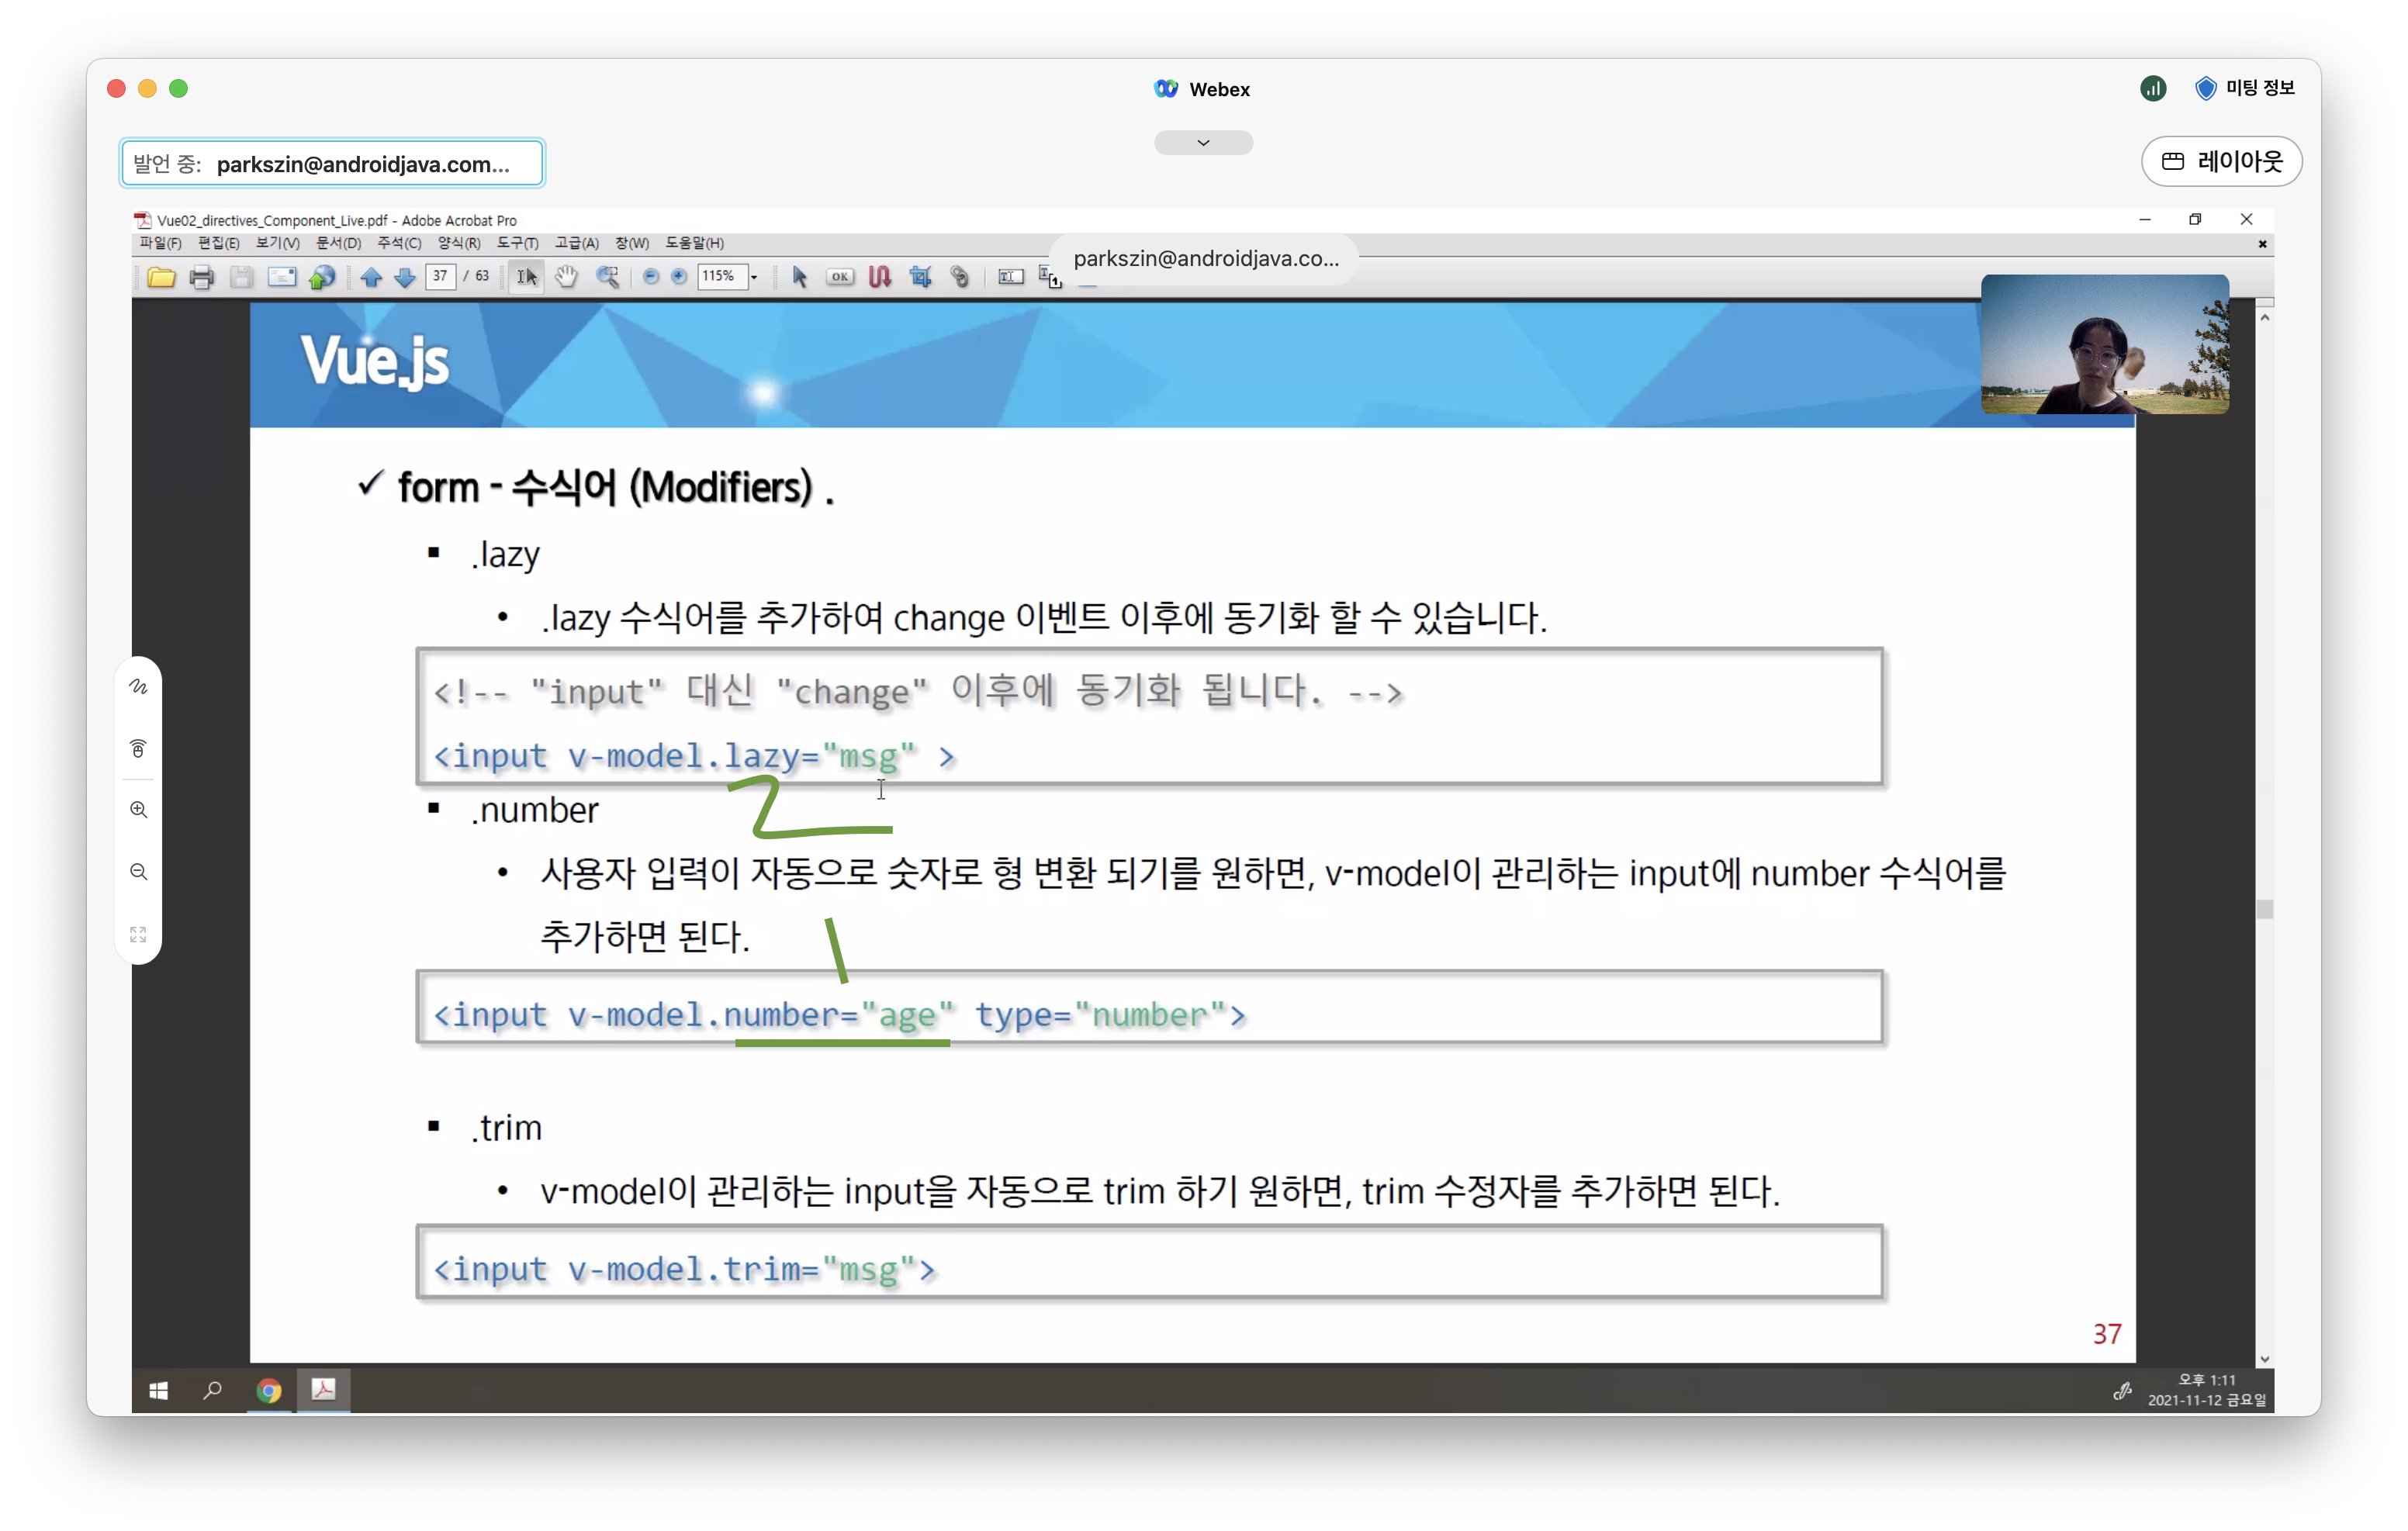 Webex
미팅 정보
발언 중: parkszin@androidjava.com...
레이아웃
Vue02_directives_Component_Live.pdf - Adobe Acrobat Pro
파일(F) 편집(E) 보기(V) 문서(D) 주석(C) 양식(R) 도구(T) 고급(A) 창(W) 도움말(H)
parkszin@androidjava.co...
37 / 63 115% OK
Vue.js
✓ form - 수식어 (Modifiers) .
▪ .lazy
• .lazy 수식어를 추가하여 change 이벤트 이후에 동기화 할 수 있습니다.
<!-- "input" 대신 "change" 이후에 동기화 됩니다. -->
<input v-model.lazy="msg" >
2
▪ .number
• 사용자 입력이 자동으로 숫자로 형 변환 되기를 원하면, v-model이 관리하는 input에 number 수식어를
추가하면 된다.
1
<input v-model.number="age" type="number">
▪ .trim
• v-model이 관리하는 input을 자동으로 trim 하기 원하면, trim 수정자를 추가하면 된다.
<input v-model.trim="msg">
37
오후 1:11
2021-11-12 금요일